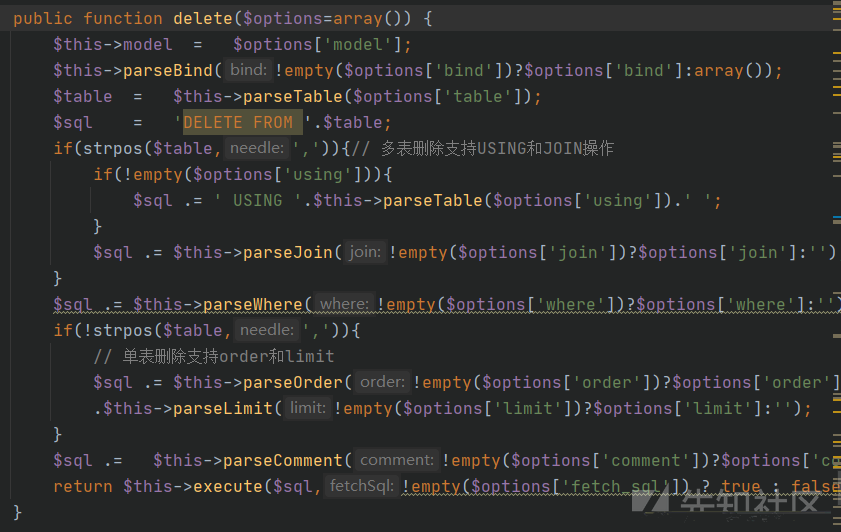 public function delete($options=array()) {
$this->model = $options['model'];
$this->parseBind( bind: !empty($options['bind'])?$options['bind']:array());
$table = $this->parseTable($options['table']);
$sql = 'DELETE FROM '.$table;
if(strpos($table, needle: ',')){// 多表删除支持USING和JOIN操作
if(!empty($options['using'])){
$sql .= ' USING '.$this->parseTable($options['using']).' ';
}
$sql .= $this->parseJoin( join: !empty($options['join'])?$options['join']:'')
}
$sql .= $this->parseWhere( where: !empty($options['where'])?$options['where']:'')
if(!strpos($table, needle: ',')){
// 单表删除支持order和limit
$sql .= $this->parseOrder( order: !empty($options['order'])?$options['order']
.$this->parseLimit( limit: !empty($options['limit'])?$options['limit']:'');
}
$sql .= $this->parseComment( comment: !empty($options['comment'])?$options['co
return $this->execute($sql, fetchSql: !empty($options['fetch_sql']) ? true : false
}
先知社区